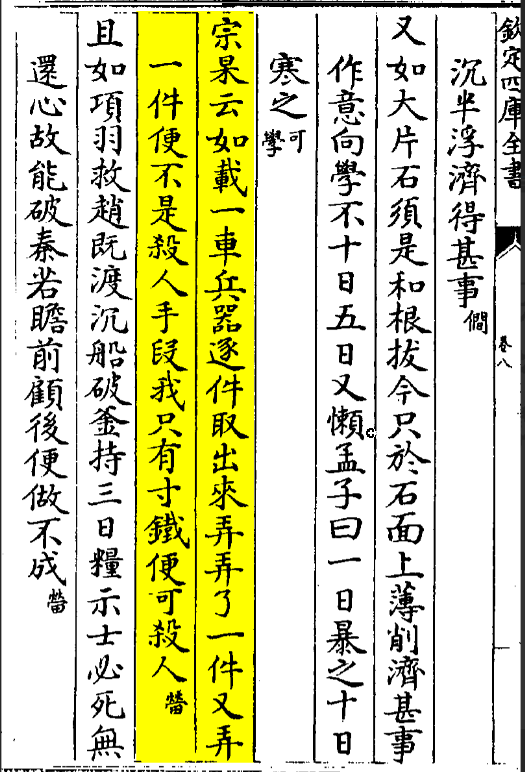 欽定四庫全書
卷八
沉半浮濟得甚事僩
又如大片石須是和根拔今只於石面上薄削濟甚事
作意向學不十日五日又懶孟子曰一日暴之十日
寒之可學
宗杲云如載一車兵器逐件取出來弄弄了一件又弄
一件便不是殺人手段我只有寸鐵便可殺人𦶜
且如項羽救趙既渡沉船破釜持三日糧示士必死無
還心故能破秦若瞻前顧後便做不成𦶜